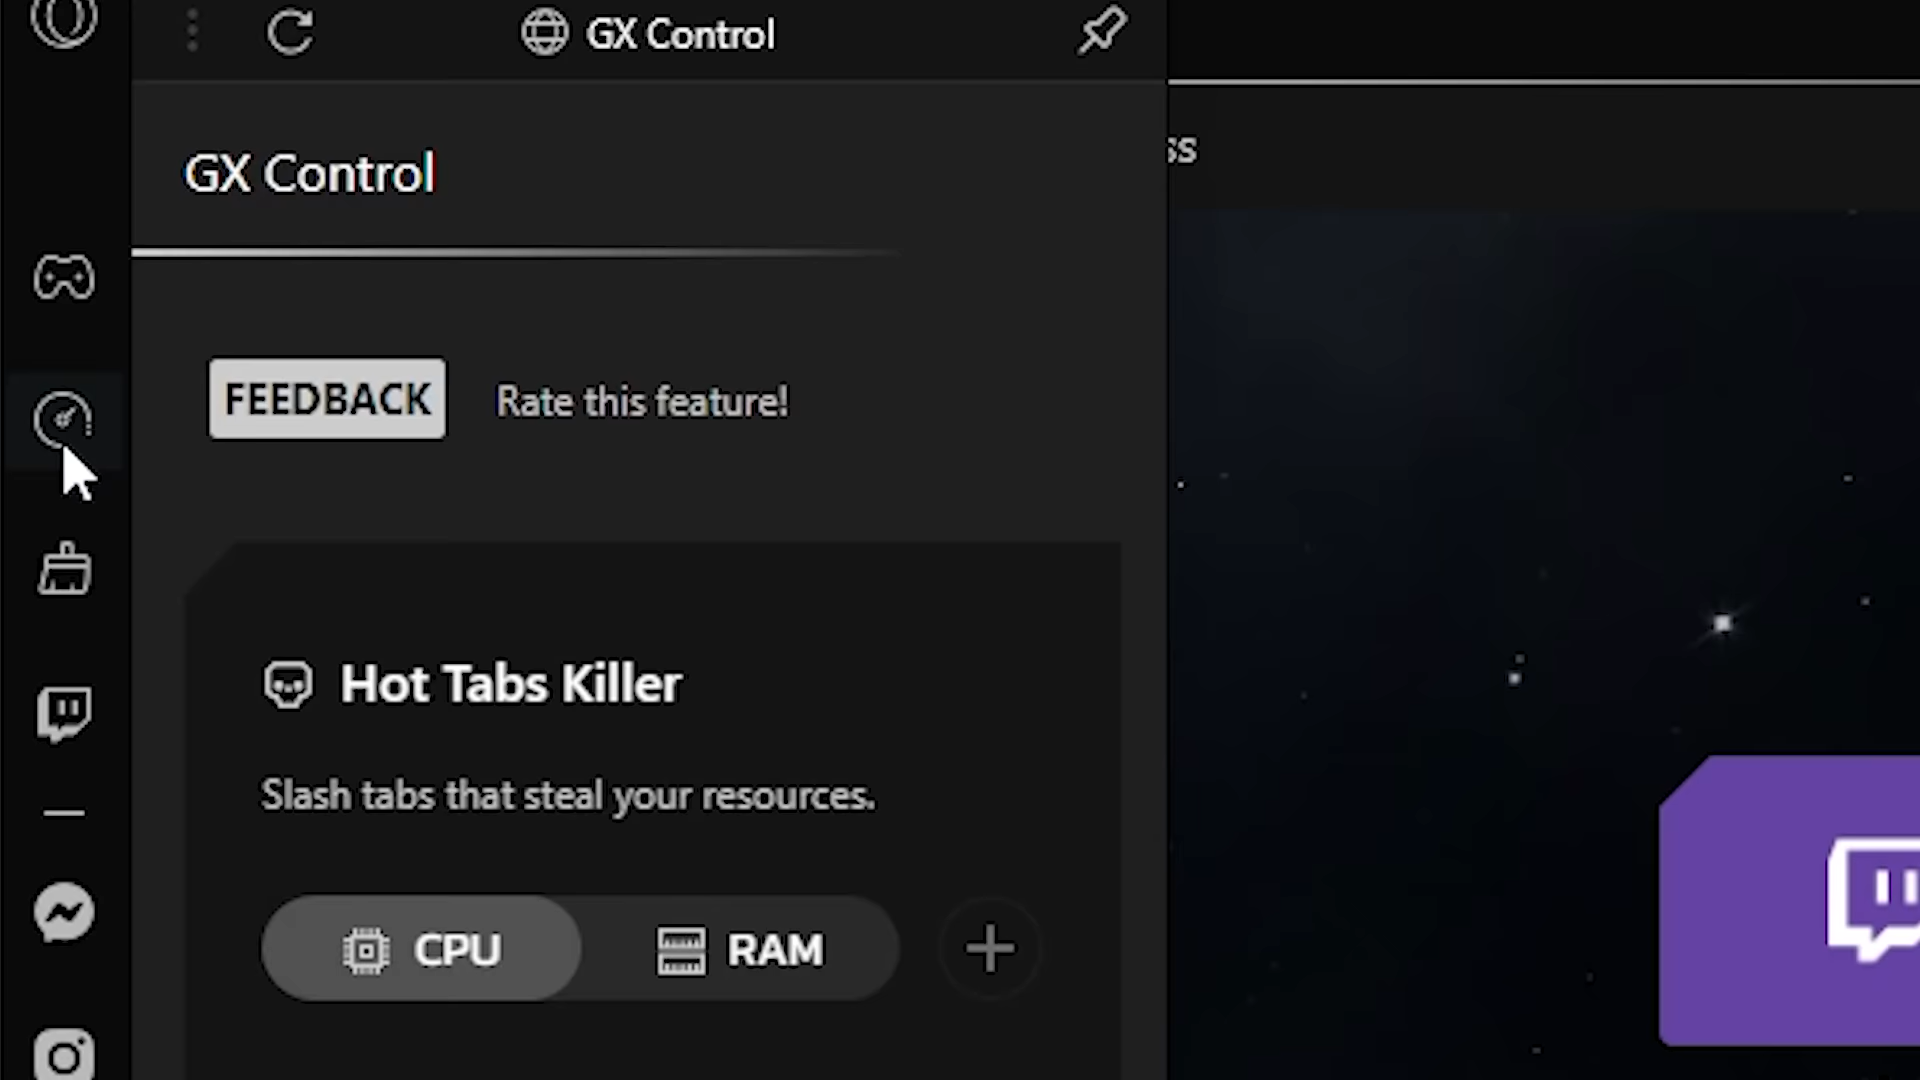 GX Control
ss
GX Control
FEEDBACK
Rate this feature!
Hot Tabs Killer
Slash tabs that steal your resources.
CPU
RAM